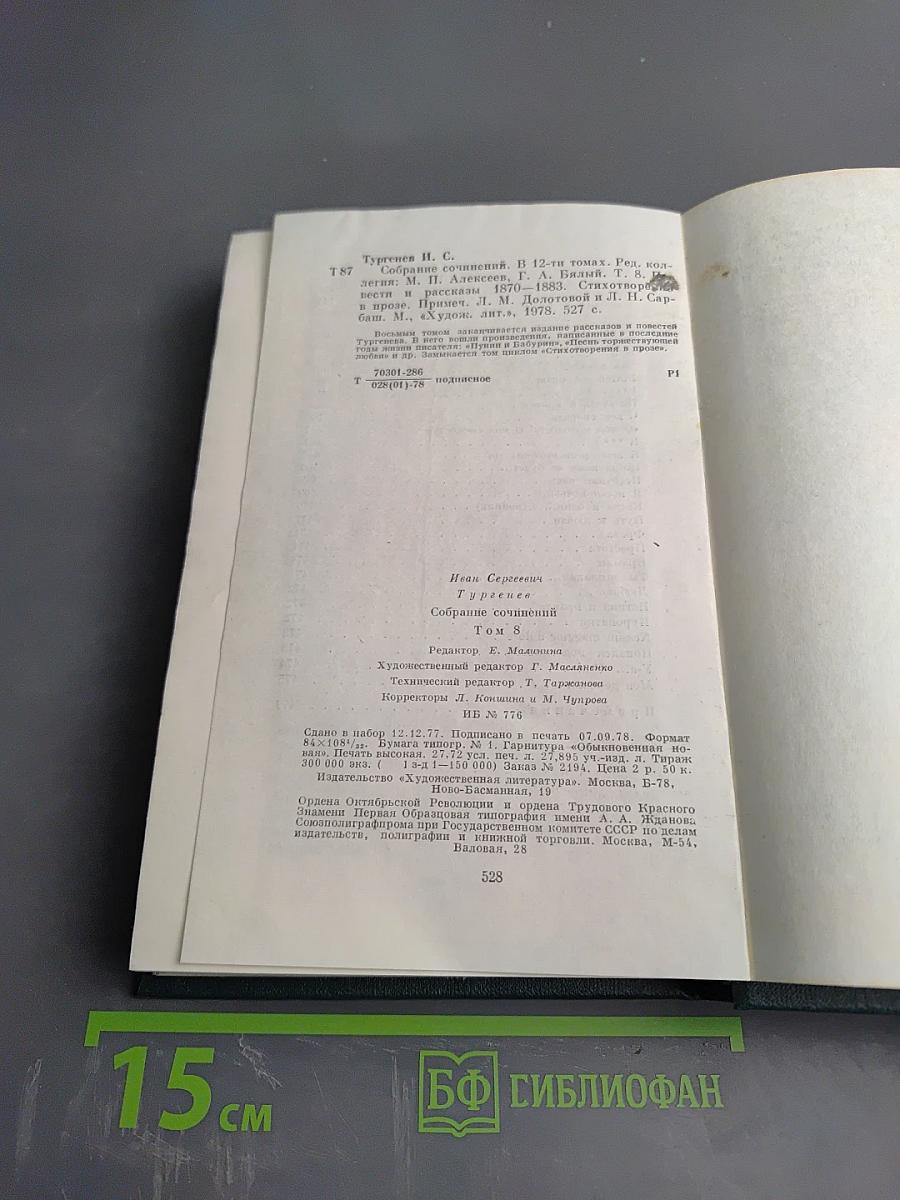 Тургенев И. С.
Т 87 Собрание сочинений. В 12-ти томах. Ред. кол-
легия: М. П. Алексеев, Г. А. Бялый. Т. 8. По-
вести и рассказы 1870—1883. Стихотворения
в прозе. Примеч. Л. М. Долотовой и Л. Н. Сар-
баш. М., «Худож. лит.», 1978. 527 с.
Восьмым томом заканчивается издание рассказов и повестей
Тургенева. В него вошли произведения, написанные в последние
годы жизни писателя: «Пунин и Бабурин», «Песнь торжествующей
любви» и др. Замыкается том циклом «Стихотворения в прозе».
Т 70301-286
028(01)-78 подписное Р1
Иван Сергеевич
Тургенев
Собрание сочинений
Том 8
Редактор Е. Малинина
Художественный редактор Г. Масляненко
Технический редактор Т. Таржанова
Корректоры Л. Коншина и М. Чупрова
ИБ № 776
Сдано в набор 12.12.77. Подписано в печать 07.09.78. Формат
84×108¹/₃₂. Бумага типогр. № 1. Гарнитура «Обыкновенная но-
вая». Печать высокая. 27,72 усл. печ. л. 27,895 уч.-изд. л. Тираж
300 000 экз. ( 1 з-д 1—150 000) Заказ № 2194. Цена 2 р. 50 к.
Издательство «Художественная литература». Москва, Б-78,
Ново-Басманная, 19
Ордена Октябрьской Революции и ордена Трудового Красного
Знамени Первая Образцовая типография имени А. А. Жданова
Союзполиграфпрома при Государственном комитете СССР по делам
издательств, полиграфии и книжной торговли. Москва, М-54,
Валовая, 28
528
15 см
БФ БИБЛИОФАН